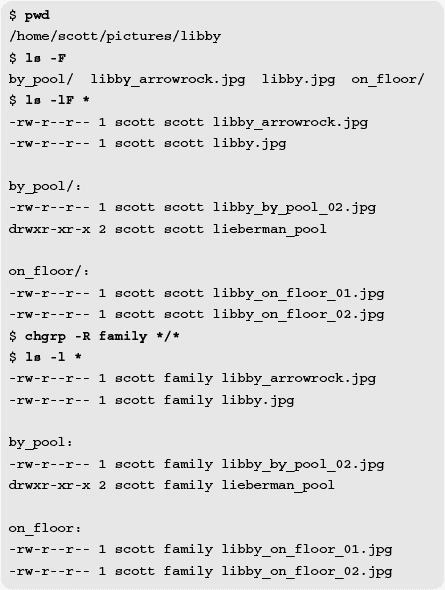 $ pwd
/home/scott/pictures/libby
$ ls -F
by_pool/  libby_arrowrock.jpg  libby.jpg  on_floor/
$ ls -lF *
-rw-r--r-- 1 scott scott libby_arrowrock.jpg
-rw-r--r-- 1 scott scott libby.jpg

by_pool/:
-rw-r--r-- 1 scott scott libby_by_pool_02.jpg
drwxr-xr-x 2 scott scott lieberman_pool

on_floor/:
-rw-r--r-- 1 scott scott libby_on_floor_01.jpg
-rw-r--r-- 1 scott scott libby_on_floor_02.jpg
$ chgrp -R family */*
$ ls -l *
-rw-r--r-- 1 scott family libby_arrowrock.jpg
-rw-r--r-- 1 scott family libby.jpg

by_pool:
-rw-r--r-- 1 scott family libby_by_pool_02.jpg
drwxr-xr-x 2 scott family lieberman_pool

on_floor:
-rw-r--r-- 1 scott family libby_on_floor_01.jpg
-rw-r--r-- 1 scott family libby_on_floor_02.jpg